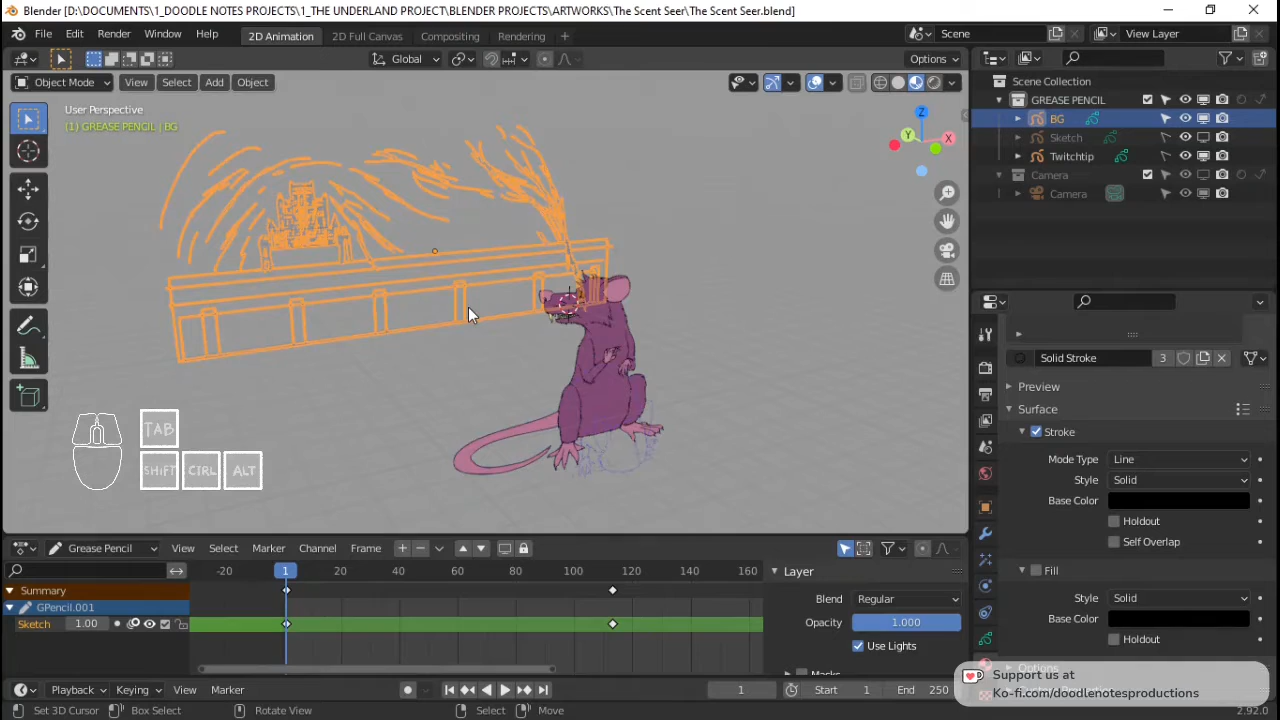 Blender [D:\DOCUMENTS\1_DOODLE NOTES PROJECTS\1_THE UNDERLAND PROJECT\BLENDER PROJECTS\ARTWORKS\The Scent Seer\The Scent Seer.blend]
File Edit Render Window Help 2D Animation 2D Full Canvas Compositing Rendering Scene View Layer
Global Options
Object Mode View Select Add Object
User Perspective
(1) GREASE PENCIL | BG
Z
Y X
Scene Collection
GREASE PENCIL
BG
Sketch
Twitchtip
Camera
Camera
TAB
SHIFT CTRL ALT
Solid Stroke 3
Preview
Surface
Stroke
Mode Type Line
Style Solid
Base Color
Holdout
Self Overlap
Fill
Style Solid
Base Color
Holdout
Options
Grease Pencil View Select Marker Channel Frame
-20 1 20 40 60 80 100 120 140 160
Summary
GPencil.001
Sketch 1.00
Layer
Blend Regular
Opacity 1.000
Use Lights
Masks
Playback Keying View Marker 1 Start 1 End 250
Support us at
Ko-fi.com/doodlenotesproductions
Set 3D Cursor Box Select Rotate View Select Move 2.92.0